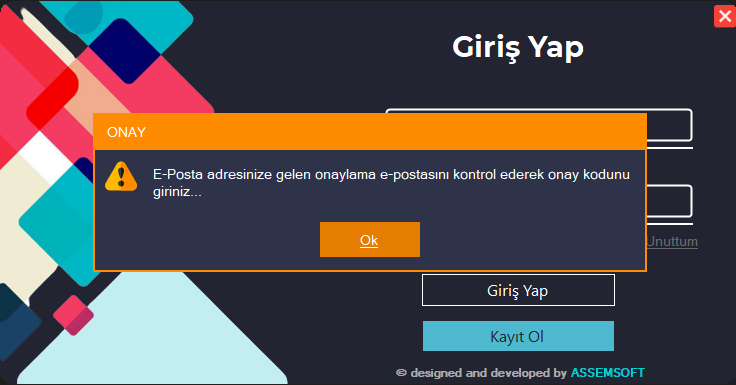 Giriş Yap
ONAY
E-Posta adresinize gelen onaylama e-postasını kontrol ederek onay kodunu
giriniz...
Ok
Unuttum
Giriş Yap
Kayıt Ol
© designed and developed by ASSEMSOFT